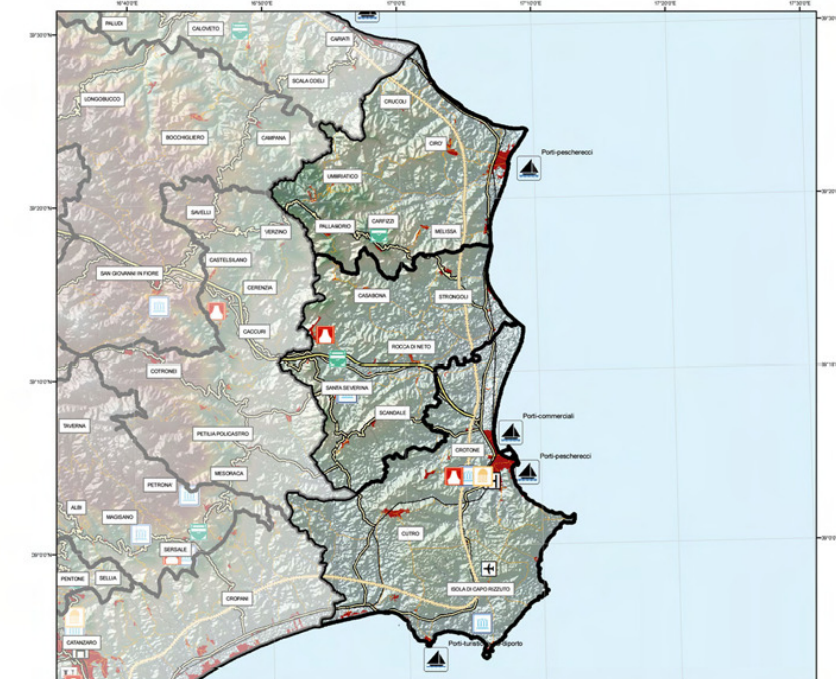 PALUDI
CALOVETO
CARIATI
SCALA COELI
LONGOBUCCO
CRUCOLI
BOCCHIGLIERO
CAMPANA
CIRO'
Porti-pescherecci
UMBRIATICO
SAVELLI
VERZINO
PALLAGORIO
CARFIZZI
MELISSA
CASTELSILANO
SAN GIOVANNI IN FIORE
CERENZIA
CASABONA
STRONGOLI
CACCURI
ROCCA DI NETO
COTRONEI
SANTA SEVERINA
SCANDALE
Porti-commerciali
TAVERNA
PETILIA POLICASTRO
CROTONE
Porti-pescherecci
MESORACA
PETRONA'
ALBI
MAGISANO
CUTRO
SERSALE
PENTONE
SELLIA
ISOLA DI CAPO RIZZUTO
CROPANI
CATANZARO